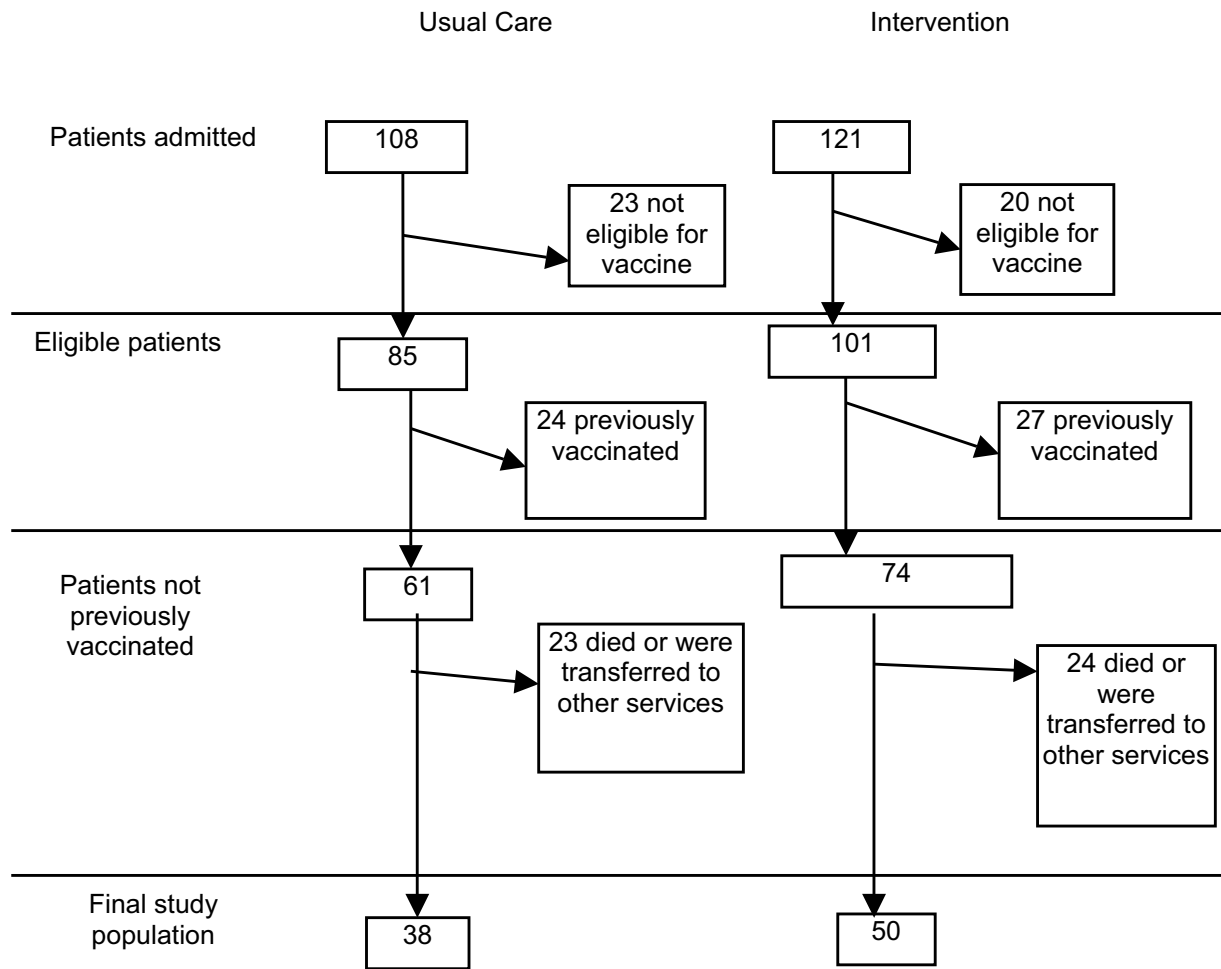 Usual Care
Intervention
Patients admitted
108
121
23 not
eligible for
vaccine
20 not
eligible for
vaccine
Eligible patients
85
101
24 previously
vaccinated
27 previously
vaccinated
Patients not
previously
vaccinated
61
74
23 died or were
transferred to
other services
24 died or
were
transferred to
other services
Final study
population
38
50